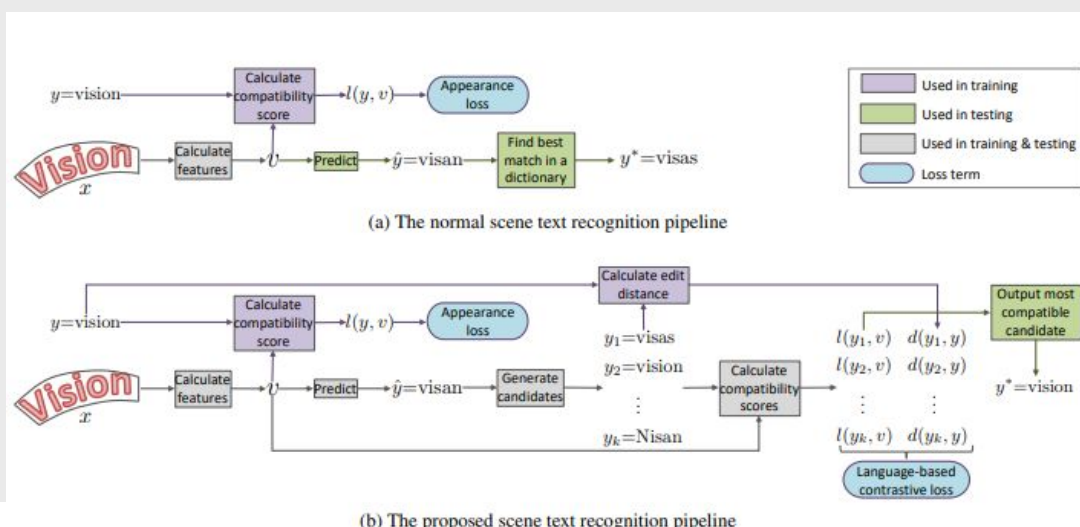 Calculate compatibility score
y=vision
l(y, v)
Appearance loss
Vision
x
Calculate features
v
Predict
ŷ=visan
Find best match in a dictionary
y*=visas
Used in training
Used in testing
Used in training & testing
Loss term
(a) The normal scene text recognition pipeline
Calculate edit distance
Calculate compatibility score
y=vision
l(y, v)
Appearance loss
Vision
x
Calculate features
v
Predict
ŷ=visan
Generate candidates
y₁=visas
y₂=vision
⋮
yₖ=Nisan
Calculate compatibility scores
l(y₁, v) d(y₁, y)
l(y₂, v) d(y₂, y)
⋮ ⋮
l(yₖ, v) d(yₖ, y)
Language-based contrastive loss
Output most compatible candidate
y*=vision
(b) The proposed scene text recognition pipeline